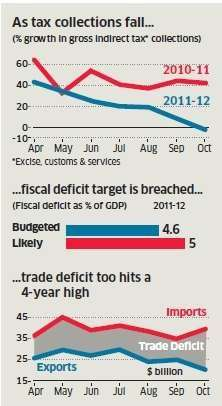 As tax collections fall...
(% growth in gross indirect tax* collections)
60
2010-11
40
20
2011-12
0
-10
Apr May Jun Jul Aug Sep Oct
*Excise, customs & services
...fiscal deficit target is breached...
(Fiscal deficit as % of GDP) 2011-12
Budgeted 4.6
Likely 5
...trade deficit too hits a
4-year high
Imports
45
35
Trade Deficit
25
Exports $ billion
15
Apr May Jun Jul Aug Sep Oct